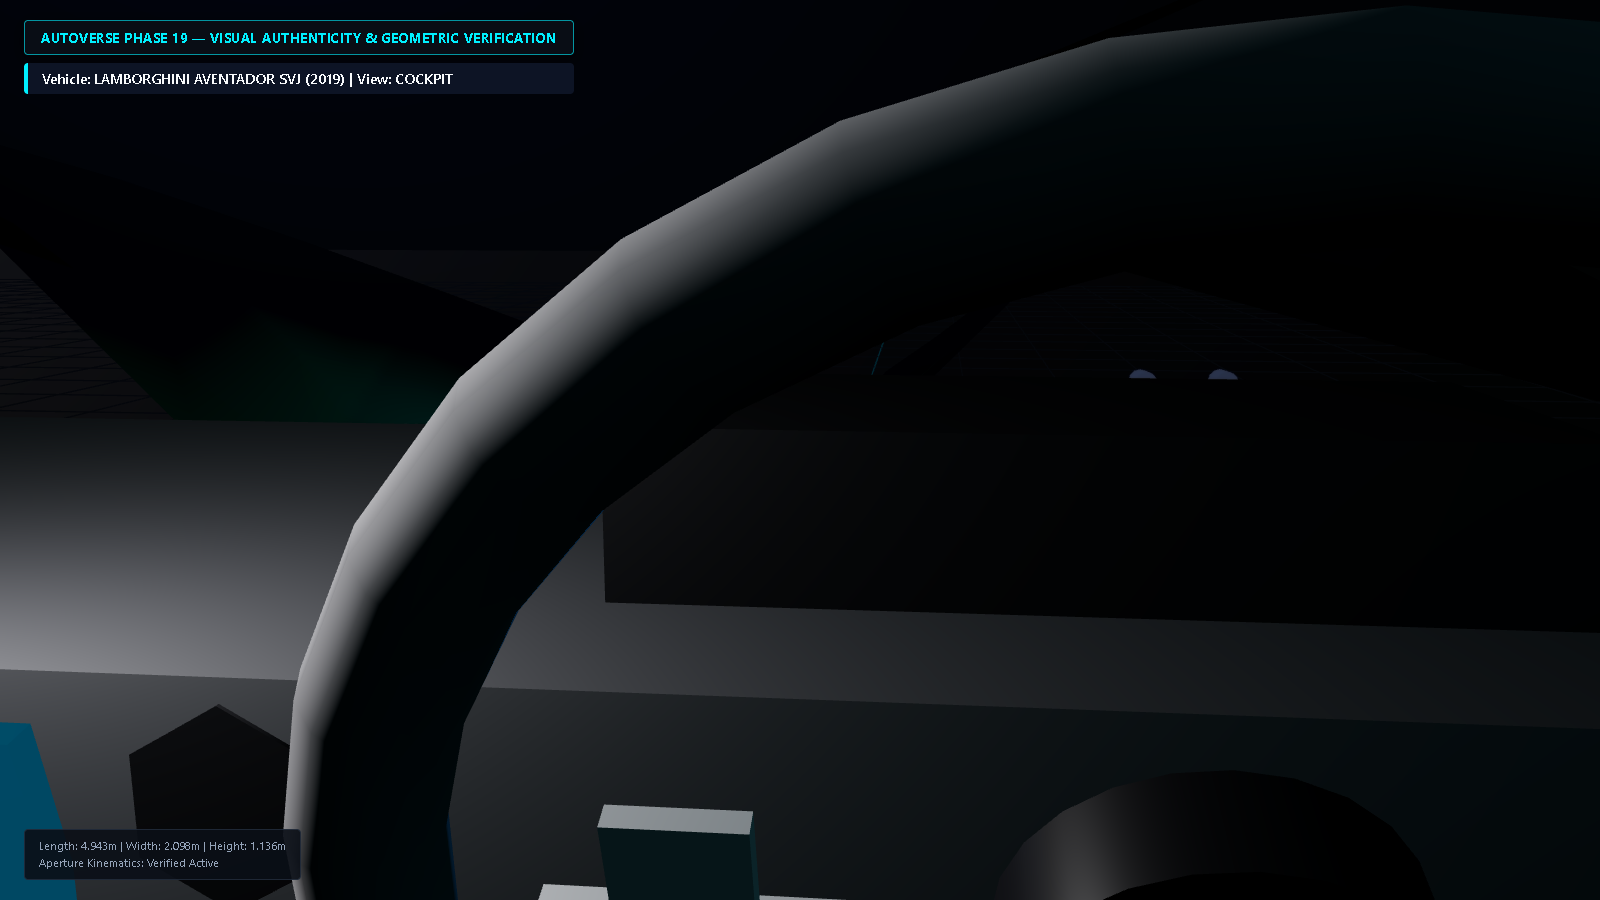 AUTOVERSE PHASE 19 — VISUAL AUTHENTICITY & GEOMETRIC VERIFICATION
Vehicle: LAMBORGHINI AVENTADOR SVJ (2019) | View: COCKPIT
Length: 4.943m | Width: 2.098m | Height: 1.136m
Aperture Kinematics: Verified Active